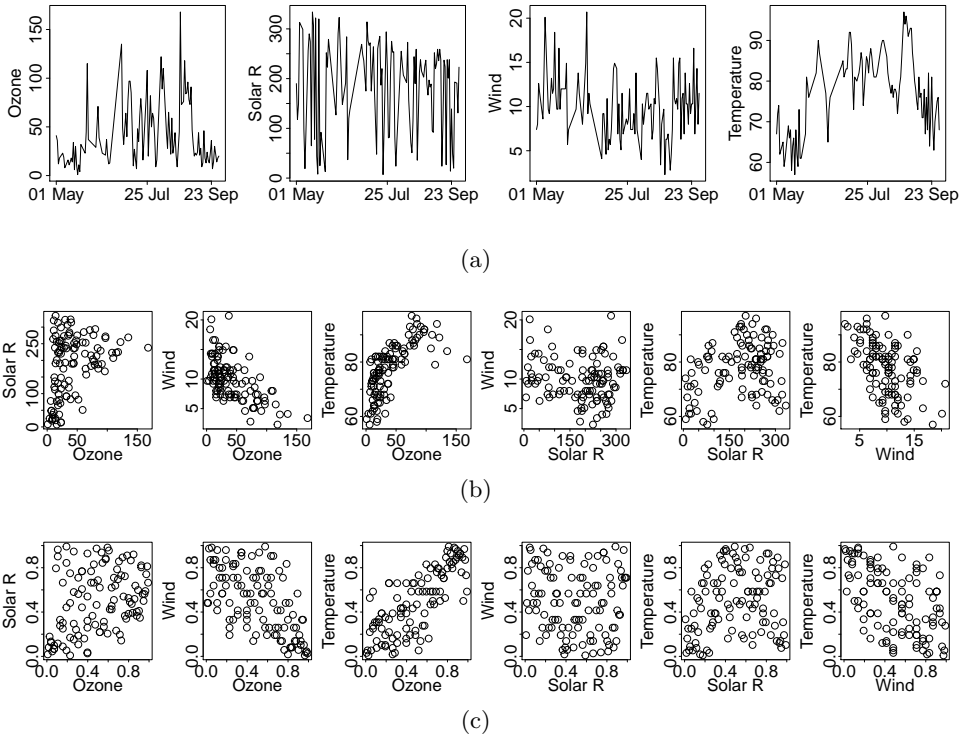 Ozone
0 50 100 150
01 May 25 Jul 23 Sep
Solar R
0 100 200 300
01 May 25 Jul 23 Sep
Wind
5 10 15 20
01 May 25 Jul 23 Sep
Temperature
60 70 80 90
01 May 25 Jul 23 Sep
(a)
Solar R
0 100 250
0 50 150
Ozone
Wind
5 10 20
0 50 150
Ozone
Temperature
60 80
0 50 150
Ozone
Wind
5 10 20
0 150 300
Solar R
Temperature
60 80
0 150 300
Solar R
Temperature
60 80
5 15
Wind
(b)
Solar R
0.0 0.4 0.8
0.0 0.4 0.8
Ozone
Wind
0.0 0.4 0.8
0.0 0.4 0.8
Ozone
Temperature
0.0 0.4 0.8
0.0 0.4 0.8
Ozone
Wind
0.0 0.4 0.8
0.0 0.4 0.8
Solar R
Temperature
0.0 0.4 0.8
0.0 0.4 0.8
Solar R
Temperature
0.0 0.4 0.8
0.0 0.4 0.8
Wind
(c)